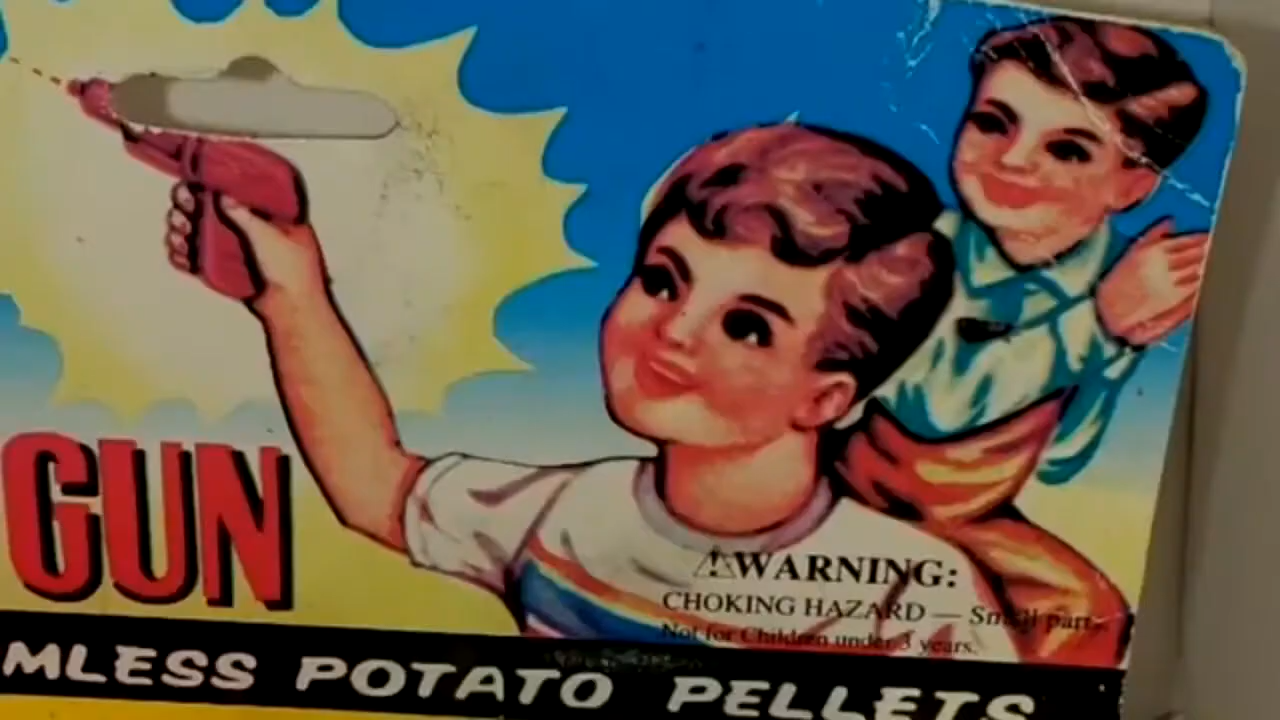 GUN
⚠WARNING:
CHOKING HAZARD — Small parts.
Not for Children under 3 years.
MLESS POTATO PELLETS